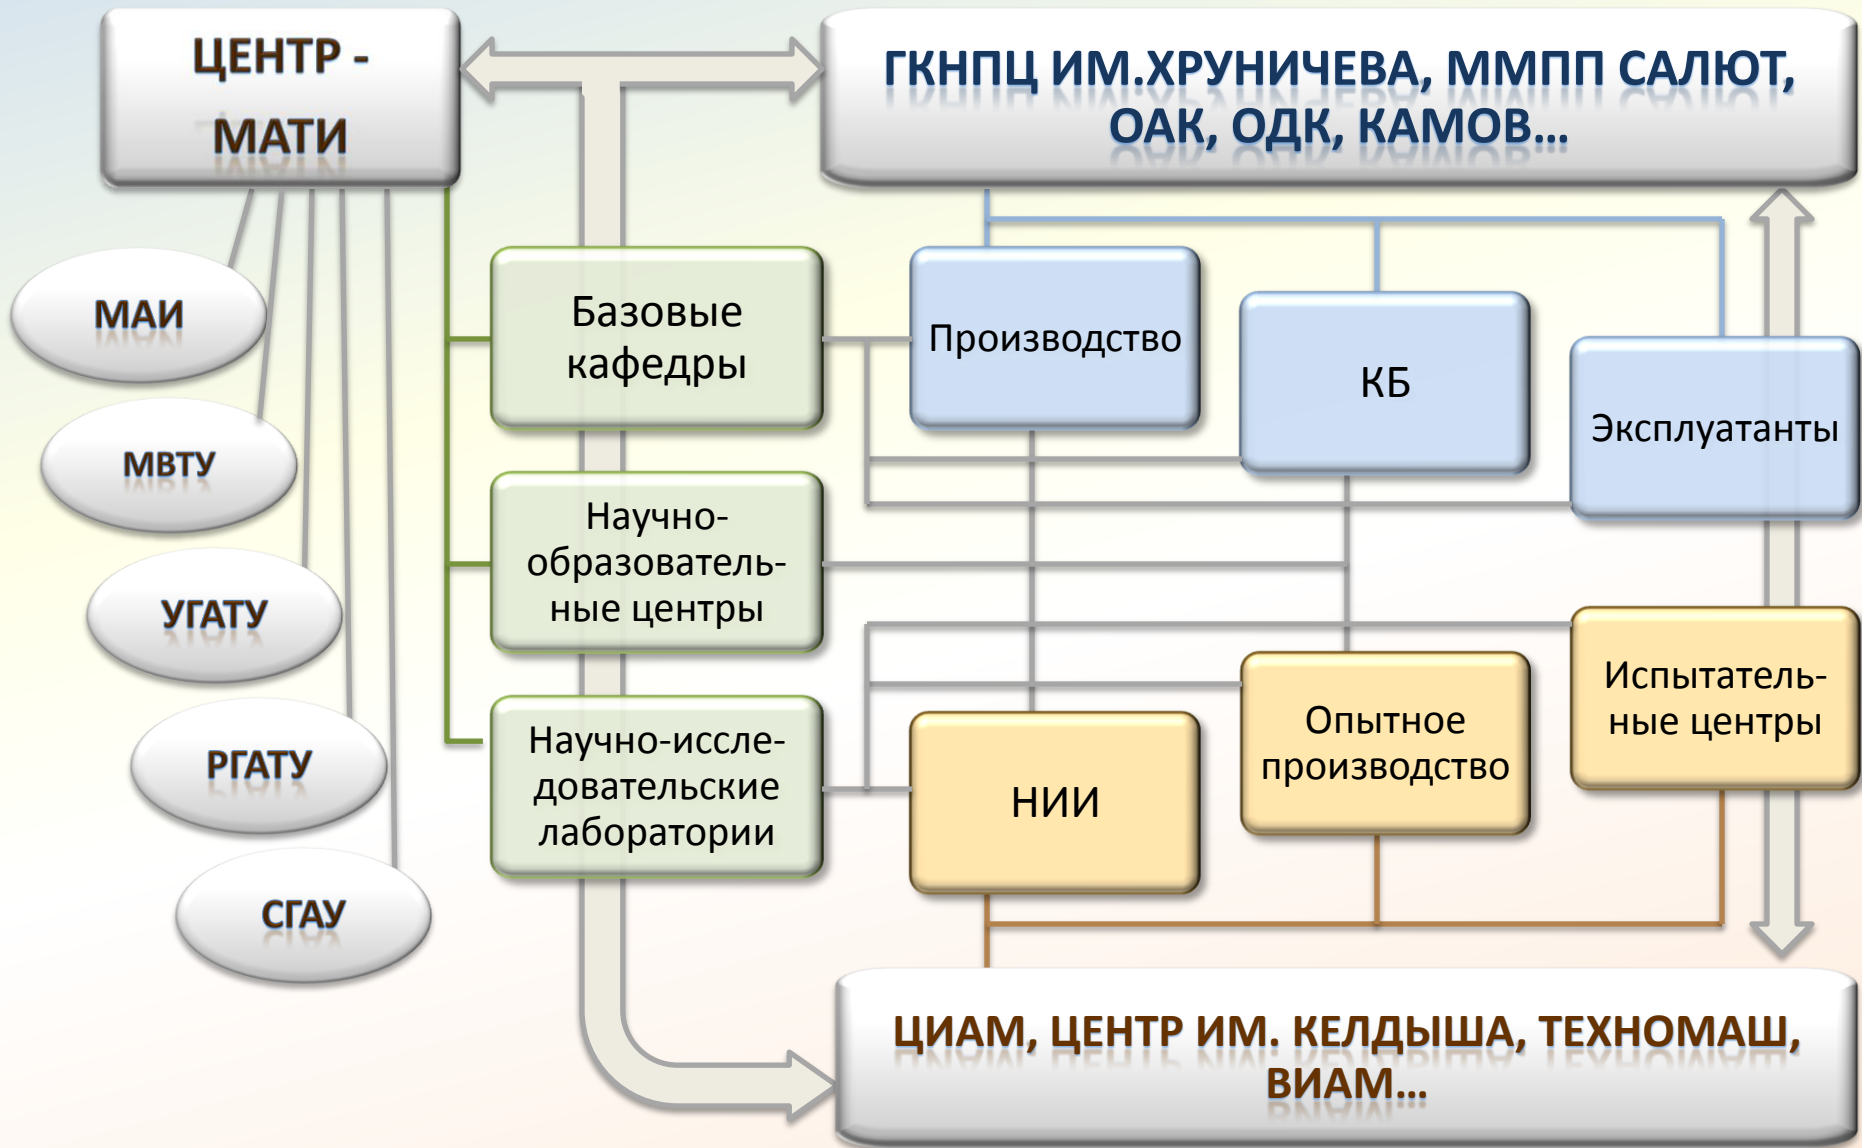 ЦЕНТР -
МАТИ
ГКНПЦ ИМ.ХРУНИЧЕВА, ММПП САЛЮТ,
ОАК, ОДК, КАМОВ...
МАИ
МВТУ
УГАТУ
РГАТУ
СГАУ
Базовые
кафедры
Научно-
образователь-
ные центры
Научно-иссле-
довательские
лаборатории
Производство
КБ
Эксплуатанты
НИИ
Опытное
производство
Испытатель-
ные центры
ЦИАМ, ЦЕНТР ИМ. КЕЛДЫША, ТЕХНОМАШ,
ВИАМ...